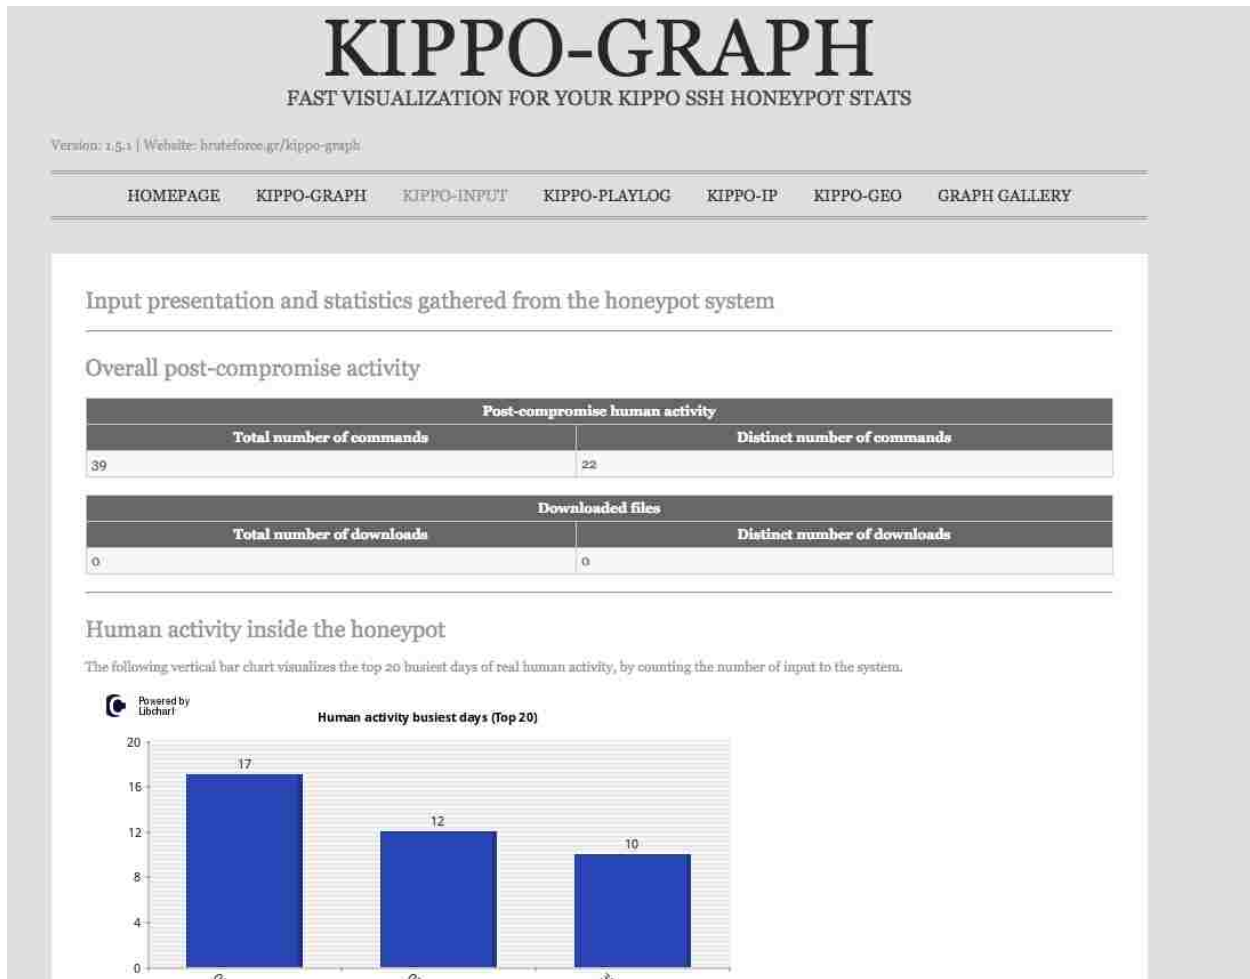 KIPPO-GRAPH
FAST VISUALIZATION FOR YOUR KIPPO SSH HONEYPOT STATS
Version: 1.5.1 | Website: bruteforce.gr/kippo-graph
HOMEPAGE KIPPO-GRAPH KIPPO-INPUT KIPPO-PLAYLOG KIPPO-IP KIPPO-GEO GRAPH GALLERY
Input presentation and statistics gathered from the honeypot system
Overall post-compromise activity
Post-compromise human activity
Total number of commands Distinct number of commands
39 22
Downloaded files
Total number of downloads Distinct number of downloads
0 0
Human activity inside the honeypot
The following vertical bar chart visualizes the top 20 busiest days of real human activity, by counting the number of input to the system.
Powered by
Libchart
Human activity busiest days (Top 20)
20
17
16
12
12
10
8
4
0